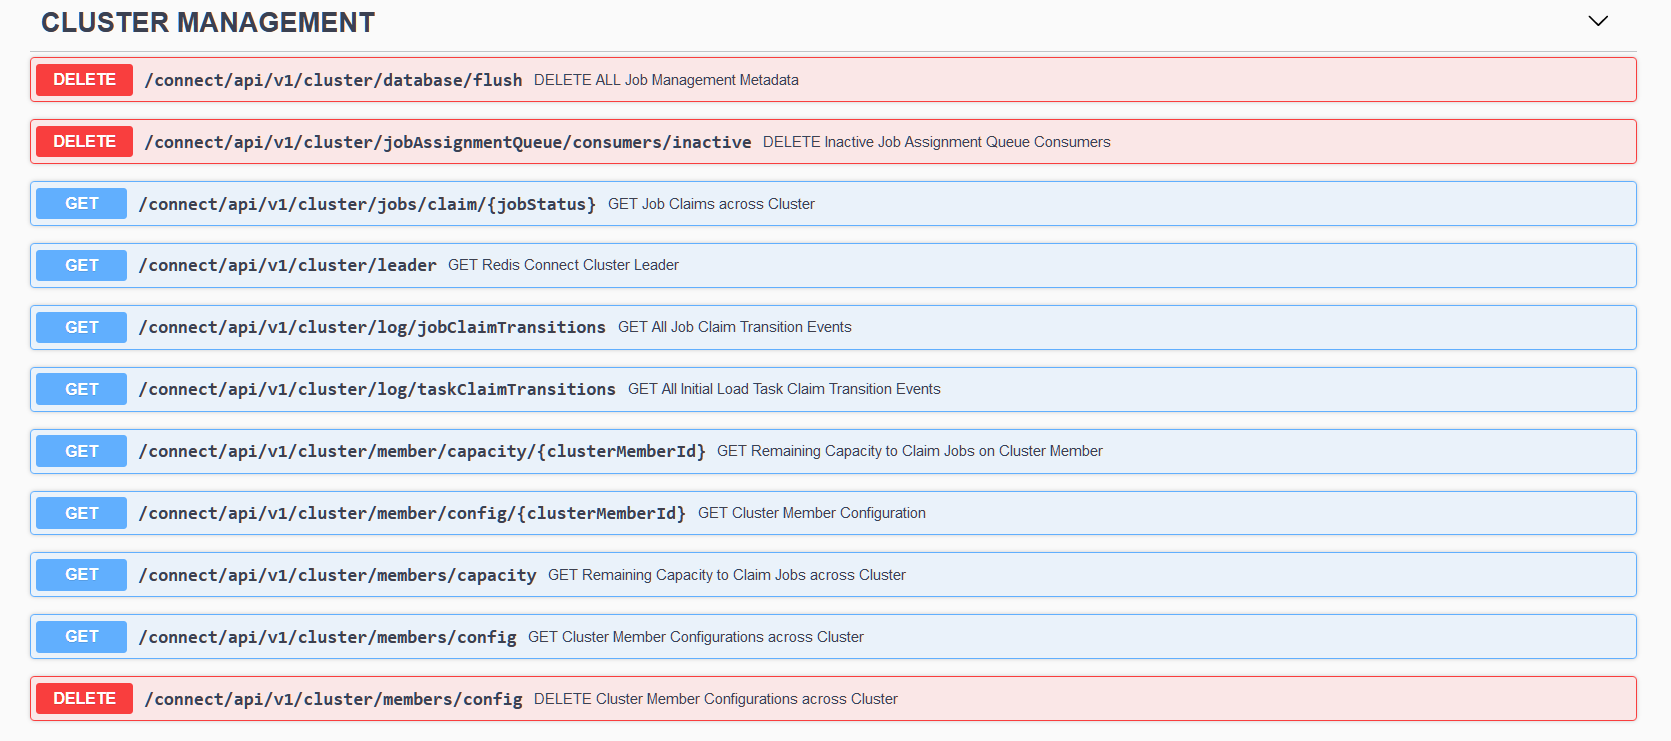 CLUSTER MANAGEMENT
DELETE /connect/api/v1/cluster/database/flush DELETE ALL Job Management Metadata
DELETE /connect/api/v1/cluster/jobAssignmentQueue/consumers/inactive DELETE Inactive Job Assignment Queue Consumers
GET /connect/api/v1/cluster/jobs/claim/{jobStatus} GET Job Claims across Cluster
GET /connect/api/v1/cluster/leader GET Redis Connect Cluster Leader
GET /connect/api/v1/cluster/log/jobClaimTransitions GET All Job Claim Transition Events
GET /connect/api/v1/cluster/log/taskClaimTransitions GET All Initial Load Task Claim Transition Events
GET /connect/api/v1/cluster/member/capacity/{clusterMemberId} GET Remaining Capacity to Claim Jobs on Cluster Member
GET /connect/api/v1/cluster/member/config/{clusterMemberId} GET Cluster Member Configuration
GET /connect/api/v1/cluster/members/capacity GET Remaining Capacity to Claim Jobs across Cluster
GET /connect/api/v1/cluster/members/config GET Cluster Member Configurations across Cluster
DELETE /connect/api/v1/cluster/members/config DELETE Cluster Member Configurations across Cluster